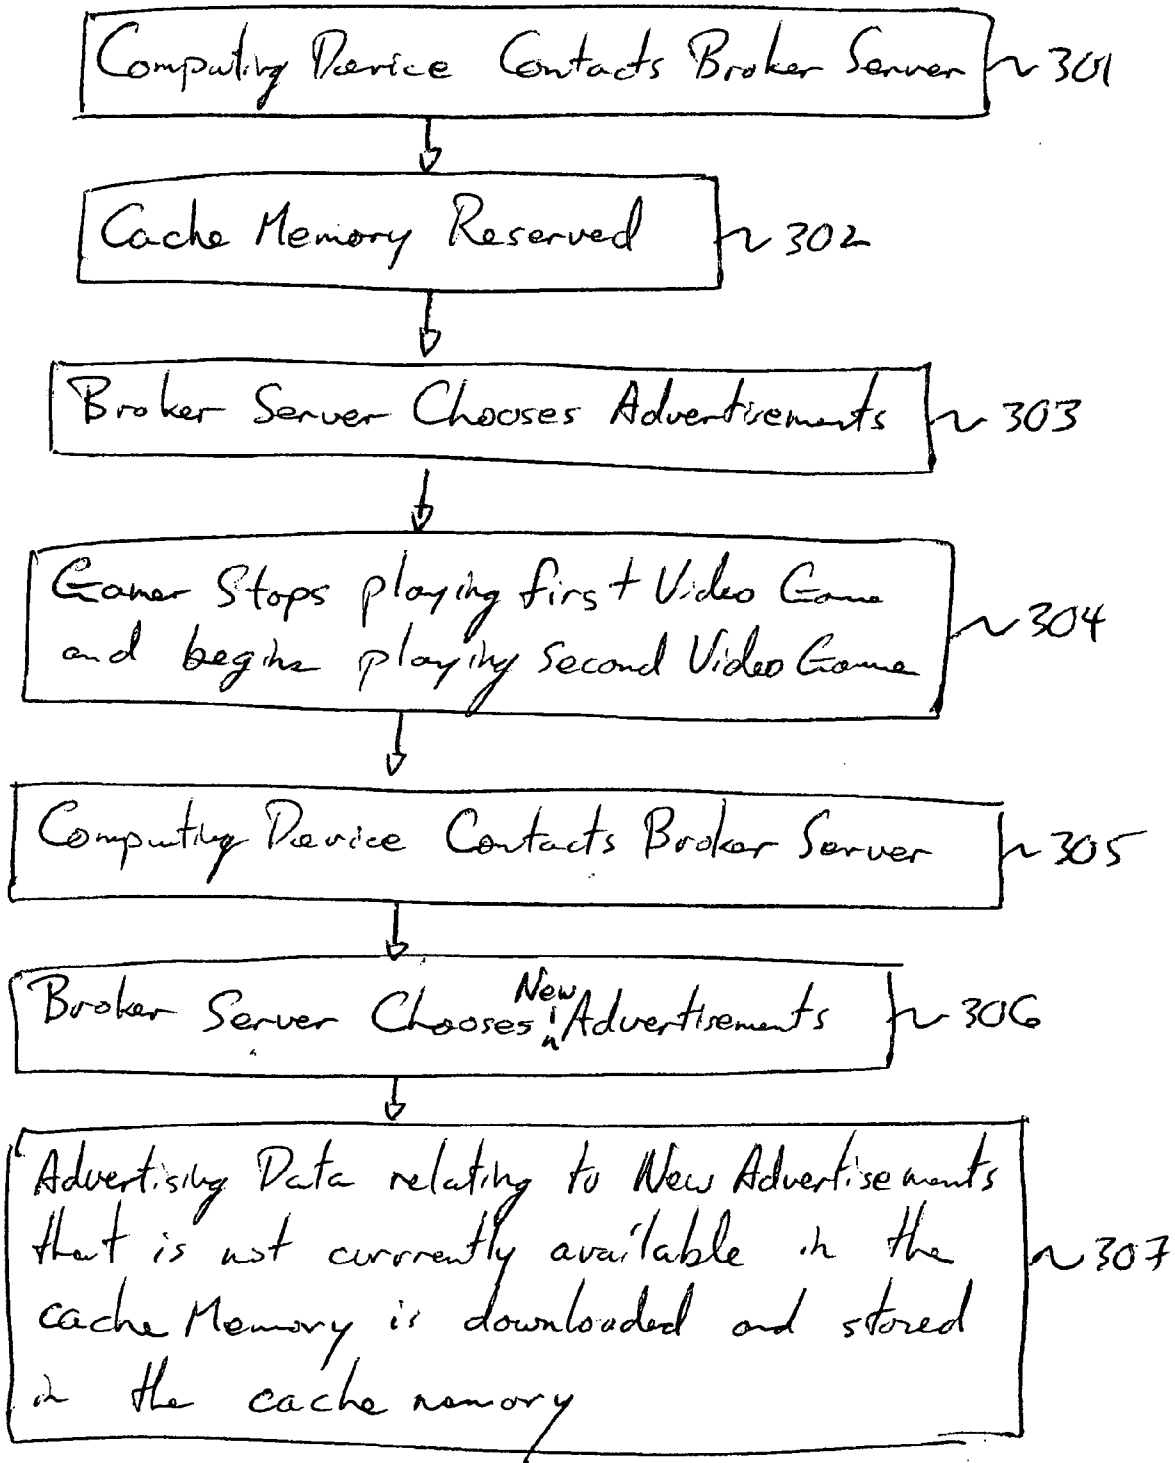 Computing Device Contacts Broker Server 301
Cache Memory Reserved 302
Broker Server Chooses Advertisements 303
Gamer Stops playing first Video Game
and begins playing second Video Game 304
Computing Device Contacts Broker Server 305
Broker Server Chooses New Advertisements 306
Advertising Data relating to New Advertisements
that is not currently available in the 307
cache Memory is downloaded and stored
in the cache memory